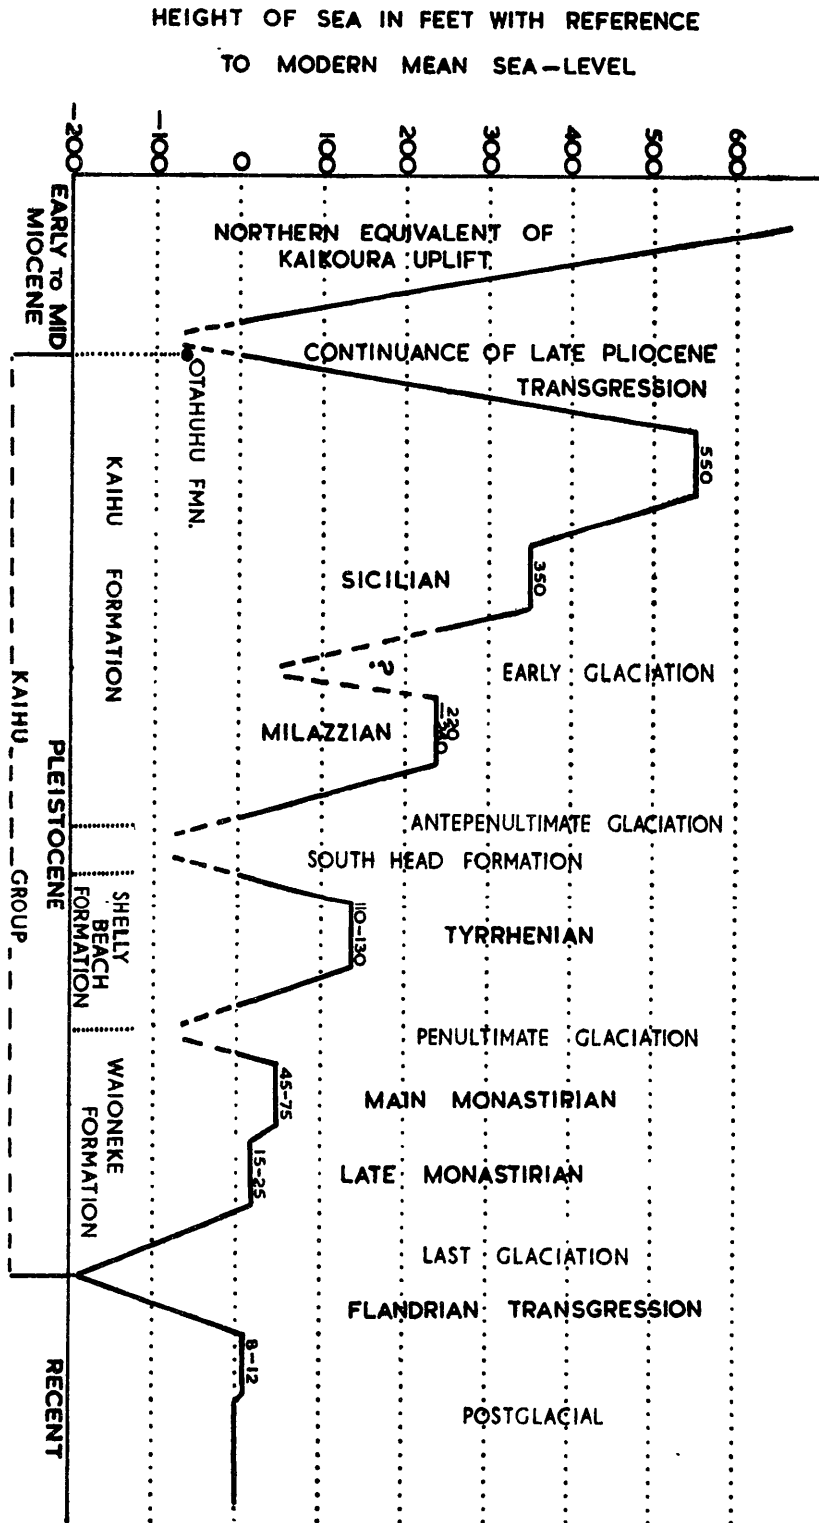 HEIGHT OF SEA IN FEET WITH REFERENCE
TO MODERN MEAN SEA-LEVEL
-200
-100
0
100
200
300
400
500
600
EARLY TO MID
MIOCENE
NORTHERN EQUIVALENT OF
KAIKOURA UPLIFT
CONTINUANCE OF LATE PLIOCENE
TRANSGRESSION
OTAHUHU FMN.
550
350
SICILIAN
?
EARLY GLACIATION
KAIHU FORMATION
220
MILAZZIAN
PLEISTOCENE
KAIHU GROUP
ANTEPENULTIMATE GLACIATION
SOUTH HEAD FORMATION
SHELLY
BEACH
FORMATION
110-130
TYRRHENIAN
PENULTIMATE GLACIATION
WAIONEKE
FORMATION
45-75
MAIN MONASTIRIAN
15-25
LATE MONASTIRIAN
LAST GLACIATION
FLANDRIAN TRANSGRESSION
8-12
RECENT
POSTGLACIAL